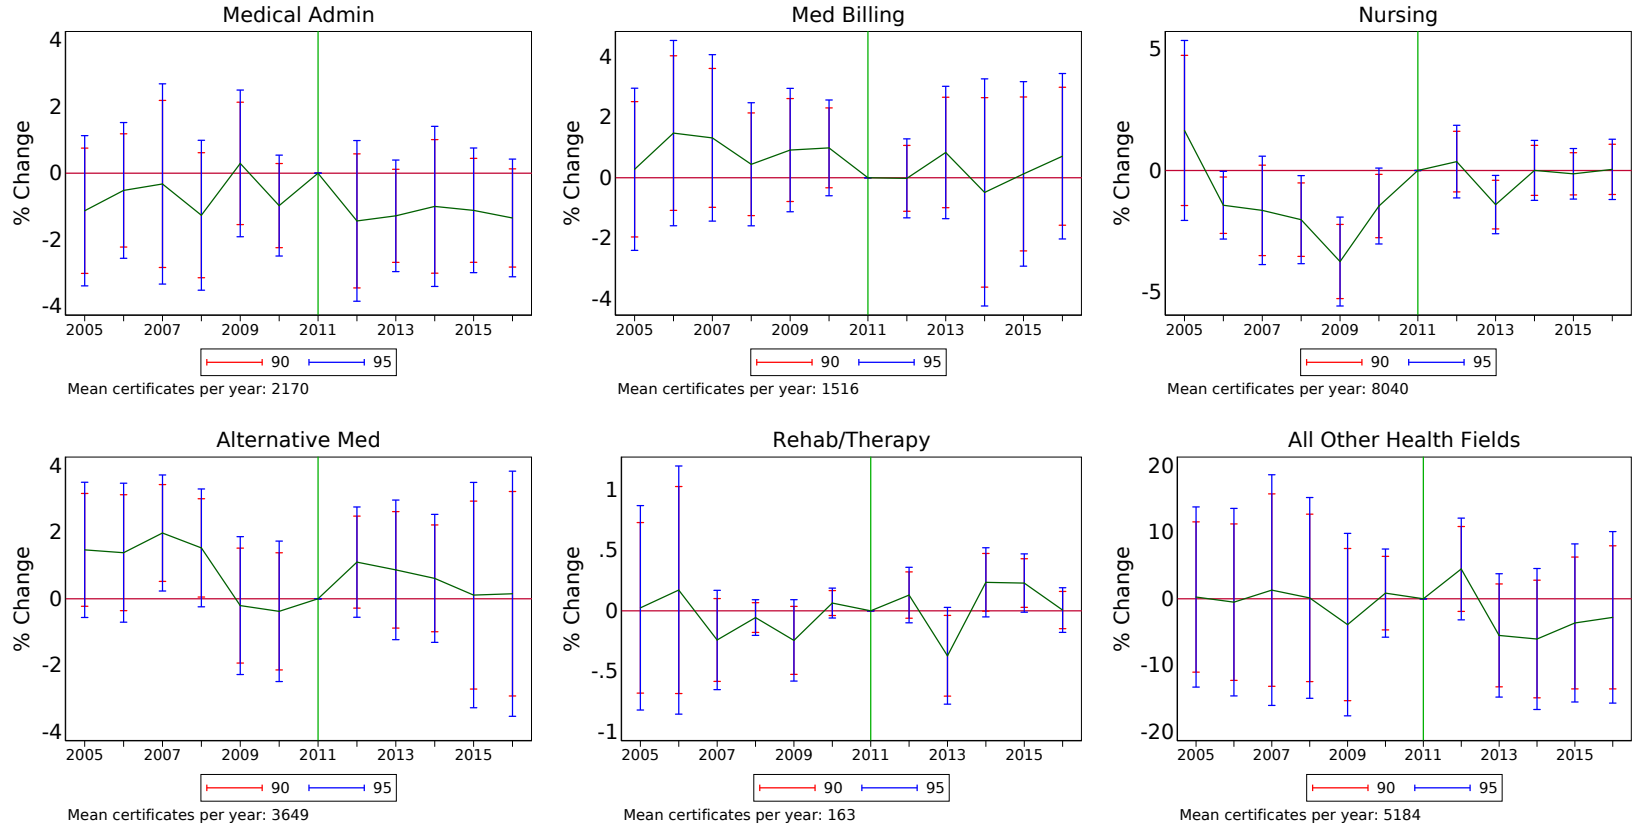 Medical Admin
% Change
4
2
0
-2
-4
2005 2007 2009 2011 2013 2015
90 95
Mean certificates per year: 2170
Med Billing
% Change
4
2
0
-2
-4
2005 2007 2009 2011 2013 2015
90 95
Mean certificates per year: 1516
Nursing
% Change
5
0
-5
2005 2007 2009 2011 2013 2015
90 95
Mean certificates per year: 8040
Alternative Med
% Change
4
2
0
-2
-4
2005 2007 2009 2011 2013 2015
90 95
Mean certificates per year: 3649
Rehab/Therapy
% Change
1
.5
0
-.5
-1
2005 2007 2009 2011 2013 2015
90 95
Mean certificates per year: 163
All Other Health Fields
% Change
20
10
0
-10
-20
2005 2007 2009 2011 2013 2015
90 95
Mean certificates per year: 5184